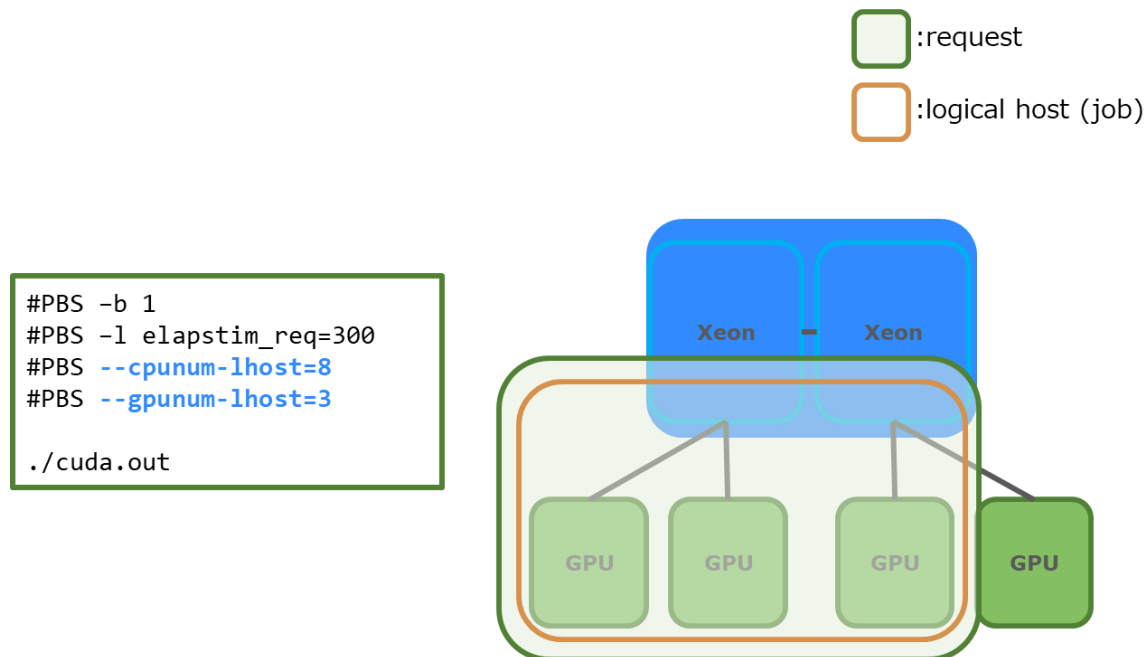 :request
:logical host (job)
#PBS –b 1
#PBS –l elapstim_req=300
#PBS --cpunum-lhost=8
#PBS --gpunum-lhost=3
./cuda.out
Xeon
Xeon
GPU
GPU
GPU
GPU